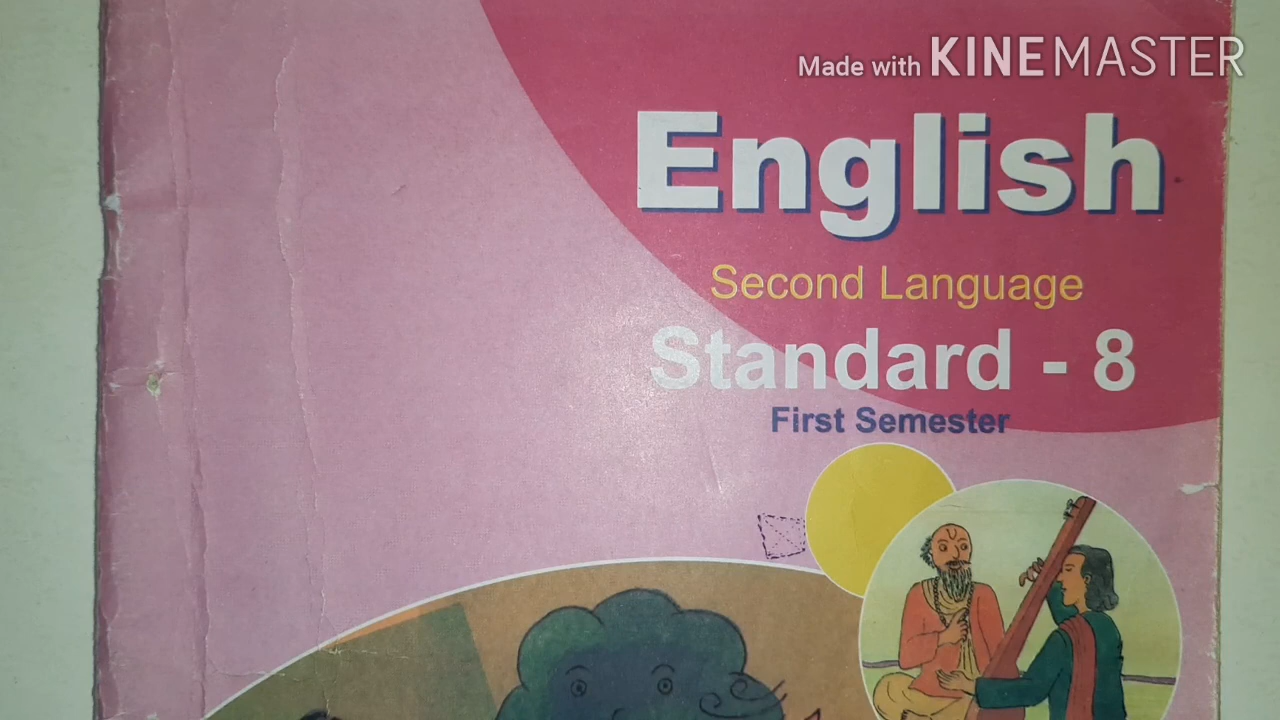 Made with KINEMASTER
English
Second Language
Standard - 8
First Semester